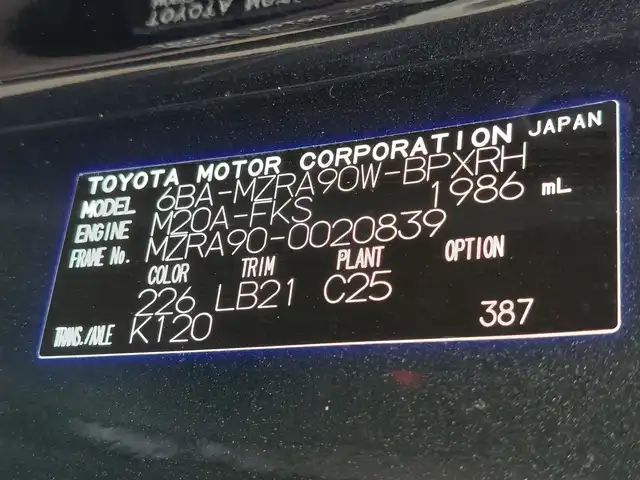 TOYOTA MOTOR CORPORATION JAPAN
MODEL 6BA-MZRA90W-BPXRH
ENGINE M20A-FKS 1986 mL
FRAME No. MZRA90-0020839
COLOR TRIM PLANT OPTION
226 LB21 C25
TRANS./AXLE K120 387